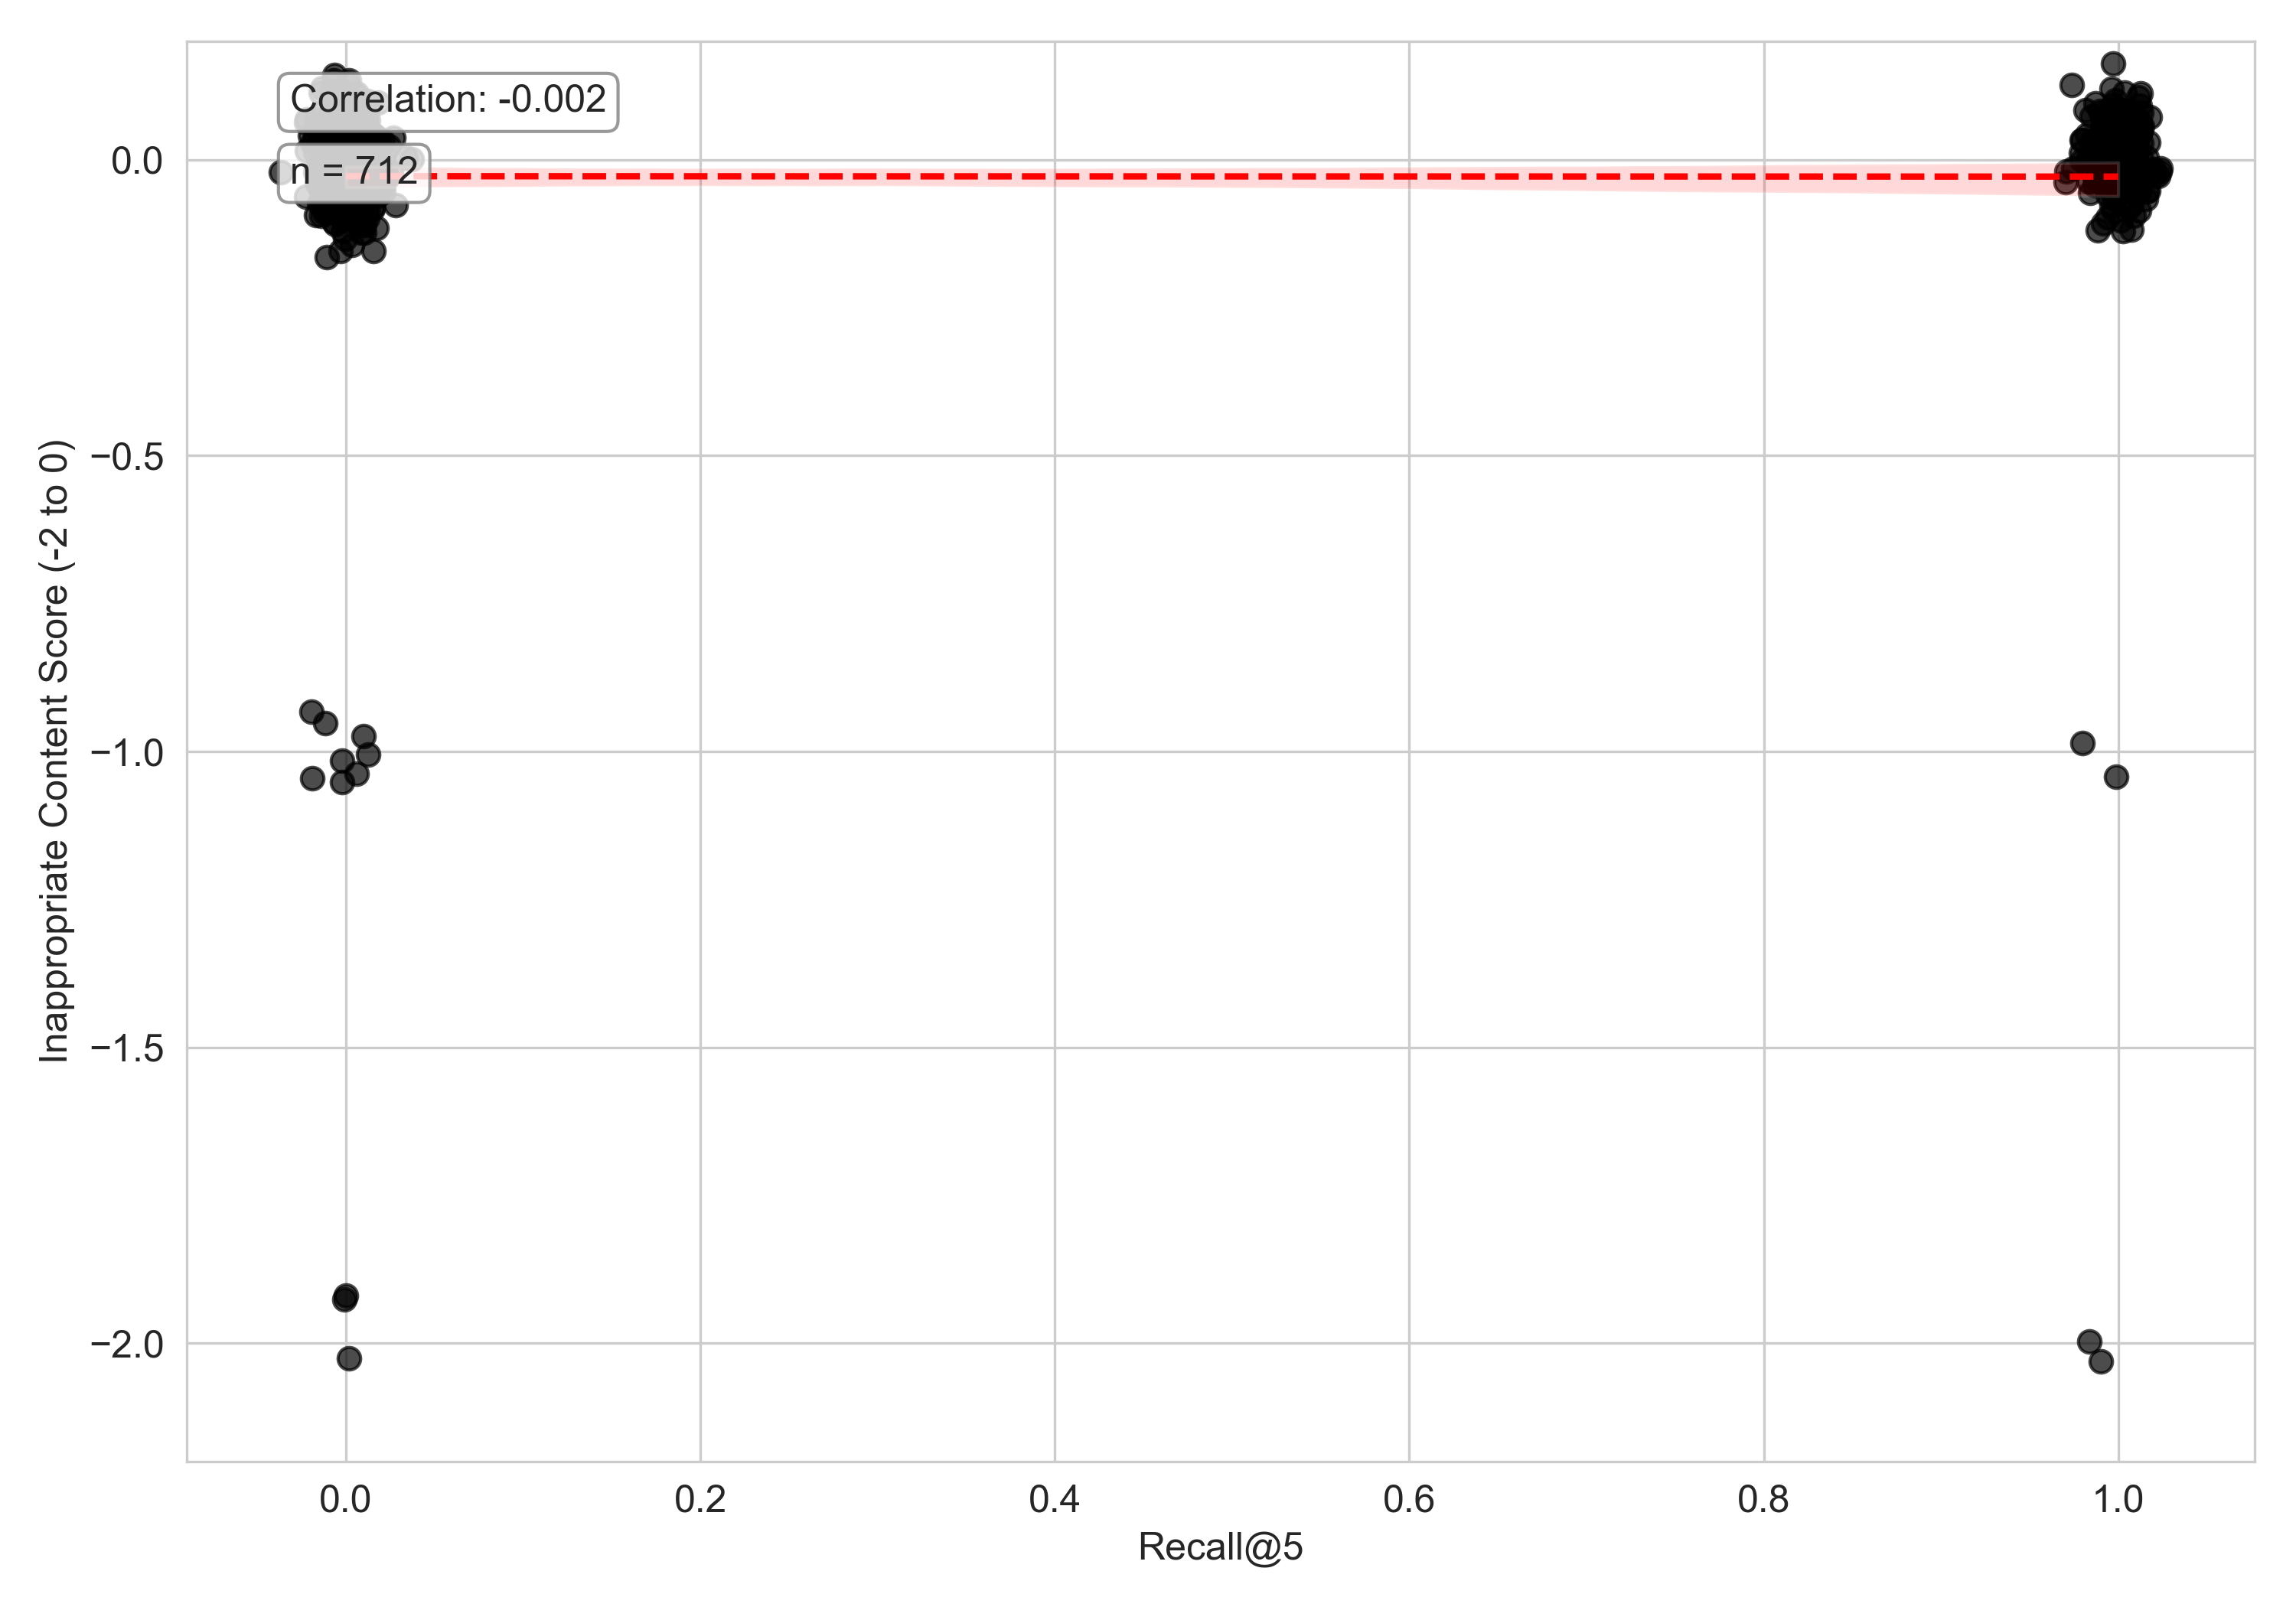 Correlation: -0.002
n = 712
Inappropriate Content Score (-2 to 0)
0.0
−0.5
−1.0
−1.5
−2.0
0.0 0.2 0.4 0.6 0.8 1.0
Recall@5